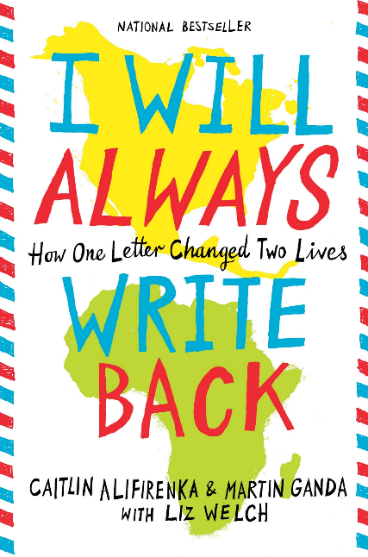 NATIONAL BESTSELLER
I WILL
ALWAYS
How One Letter Changed Two Lives
WRITE
BACK
CAITLIN ALIFIRENKA & MARTIN GANDA
WITH LIZ WELCH